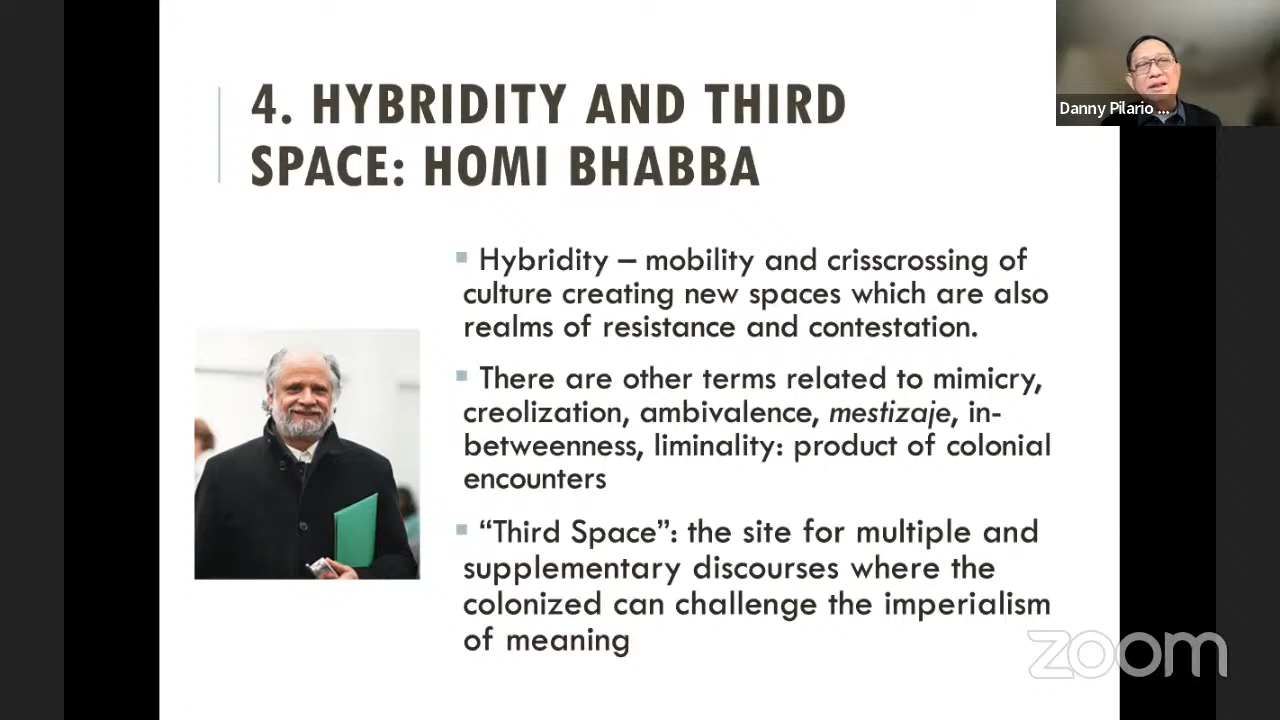 4. HYBRIDITY AND THIRD
SPACE: HOMI BHABBA
Danny Pilario ...
Hybridity – mobility and crisscrossing of
culture creating new spaces which are also
realms of resistance and contestation.
There are other terms related to mimicry,
creolization, ambivalence, mestizaje, in-
betweenness, liminality: product of colonial
encounters
“Third Space”: the site for multiple and
supplementary discourses where the
colonized can challenge the imperialism
of meaning
zoom